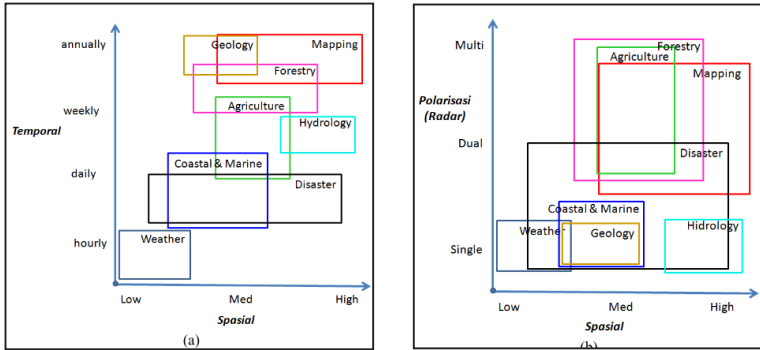 annually
Geology
Mapping
Forestry
weekly
Agriculture
Temporal
Hydrology
daily
Coastal & Marine
Disaster
hourly
Weather
Low
Med
High
Spasial
(a)
Multi
Forestry
Agriculture
Mapping
Polarisasi
(Radar)
Dual
Disaster
Coastal & Marine
Weather
Geology
Hidrology
Single
Low
Med
High
Spasial
(b)